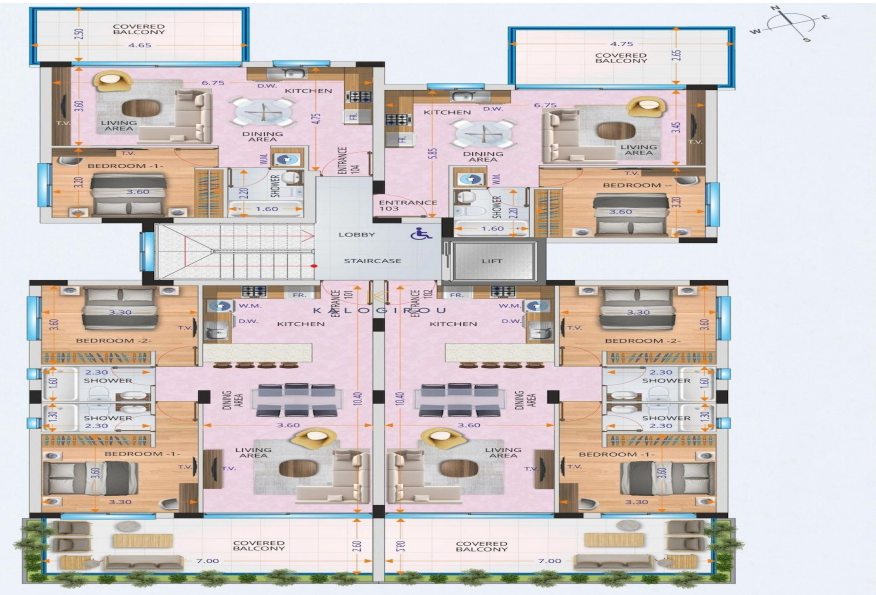 COVERED
BALCONY
4.65
2.50
N
E
W
O
4.75
COVERED
BALCONY
2.65
6.75
D.W.
KITCHEN
3.60
LIVING
AREA
T.V.
DINING
AREA
4.75
FR.
W.M.
ENTRANCE
104
T.V.
BEDROOM -1-
3.20
3.60
2.20
SHOWER
1.60
KITCHEN
D.W.
6.75
FR.
DINING
AREA
5.85
LIVING
AREA
3.45
T.V.
W.M.
T.V.
BEDROOM --
3.60
3.20
ENTRANCE
103
SHOWER
2.20
1.60
LOBBY
STAIRCASE
LIFT
ENTRANCE
101
ENTRANCE
102
KALOGIROU
3.60
3.30
T.V.
BEDROOM -2-
W.M.
D.W.
FR.
KITCHEN
FR.
W.M.
D.W.
KITCHEN
T.V.
3.30
3.60
BEDROOM -2-
2.30
SHOWER
1.60
1.30
SHOWER
2.30
DINING
AREA
10.40
3.60
10.40
DINING
AREA
3.60
2.30
SHOWER
1.60
SHOWER
1.30
2.30
BEDROOM -1-
T.V.
3.60
3.30
LIVING
AREA
T.V.
LIVING
AREA
T.V.
BEDROOM -1-
T.V.
3.60
3.30
COVERED
BALCONY
7.00
2.60
COVERED
BALCONY
7.00